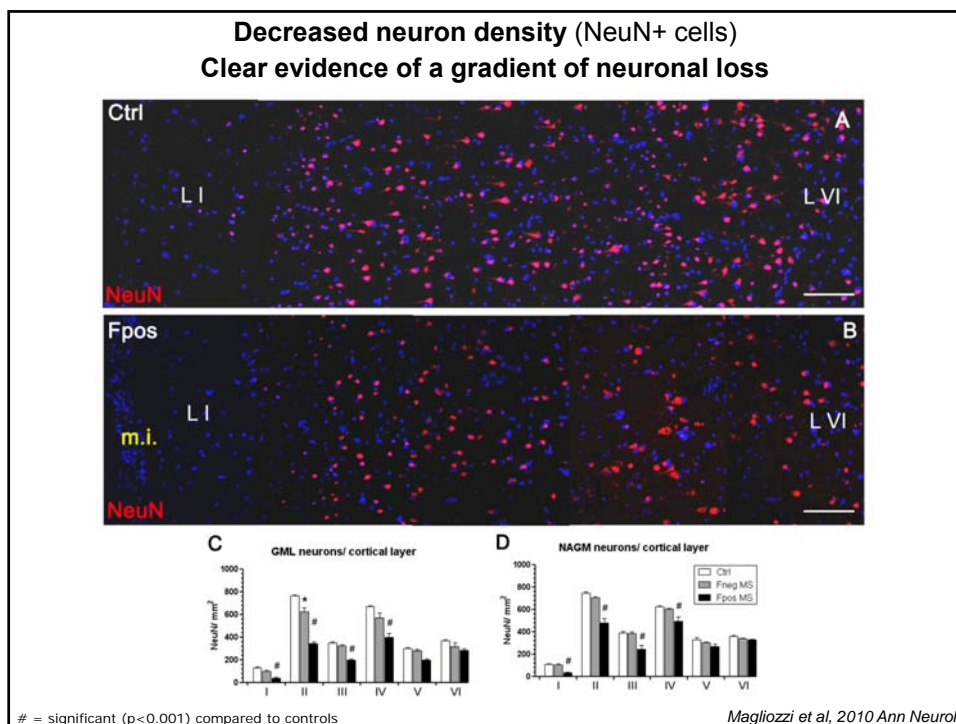 Decreased neuron density (NeuN+ cells)
Clear evidence of a gradient of neuronal loss
Ctrl
A
L I
L VI
NeuN
Fpos
B
L I
L VI
m.i.
NeuN
C
GML neurons/ cortical layer
NeuN/ mm²
1000
800
600
400
200
0
#
*
#
#
#
I II III IV V VI
D
NAGM neurons/ cortical layer
NeuN/ mm²
1000
800
600
400
200
0
#
#
#
#
Ctrl
Fneg MS
Fpos MS
I II III IV V VI
# = significant (p<0.001) compared to controls
Magliozzi et al, 2010 Ann Neurol